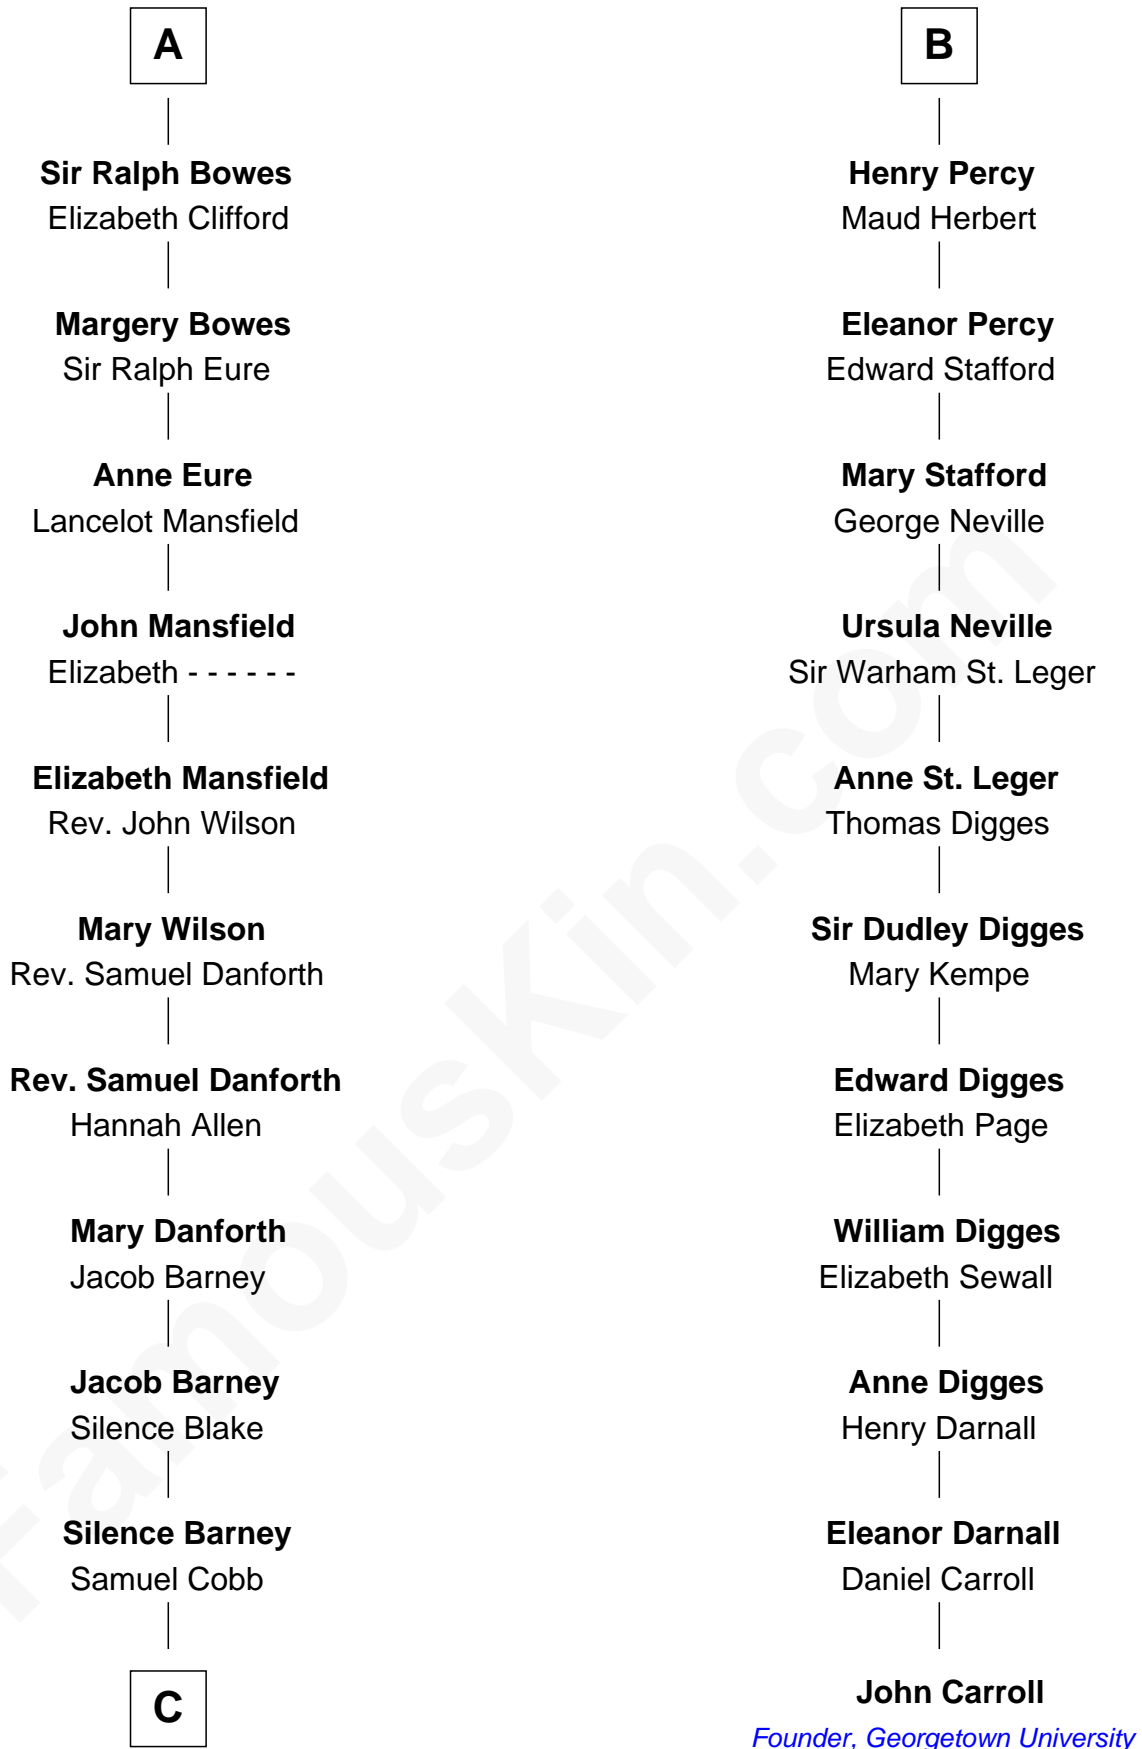 A
Sir Ralph Bowes
Elizabeth Clifford
Margery Bowes
Sir Ralph Eure
Anne Eure
Lancelot Mansfield
John Mansfield
Elizabeth - - - - - -
Elizabeth Mansfield
Rev. John Wilson
Mary Wilson
Rev. Samuel Danforth
Rev. Samuel Danforth
Hannah Allen
Mary Danforth
Jacob Barney
Jacob Barney
Silence Blake
Silence Barney
Samuel Cobb
C
B
Henry Percy
Maud Herbert
Eleanor Percy
Edward Stafford
Mary Stafford
George Neville
Ursula Neville
Sir Warham St. Leger
Anne St. Leger
Thomas Digges
Sir Dudley Digges
Mary Kempe
Edward Digges
Elizabeth Page
William Digges
Elizabeth Sewall
Anne Digges
Henry Darnall
Eleanor Darnall
Daniel Carroll
John Carroll
Founder, Georgetown University
FamousKin.com